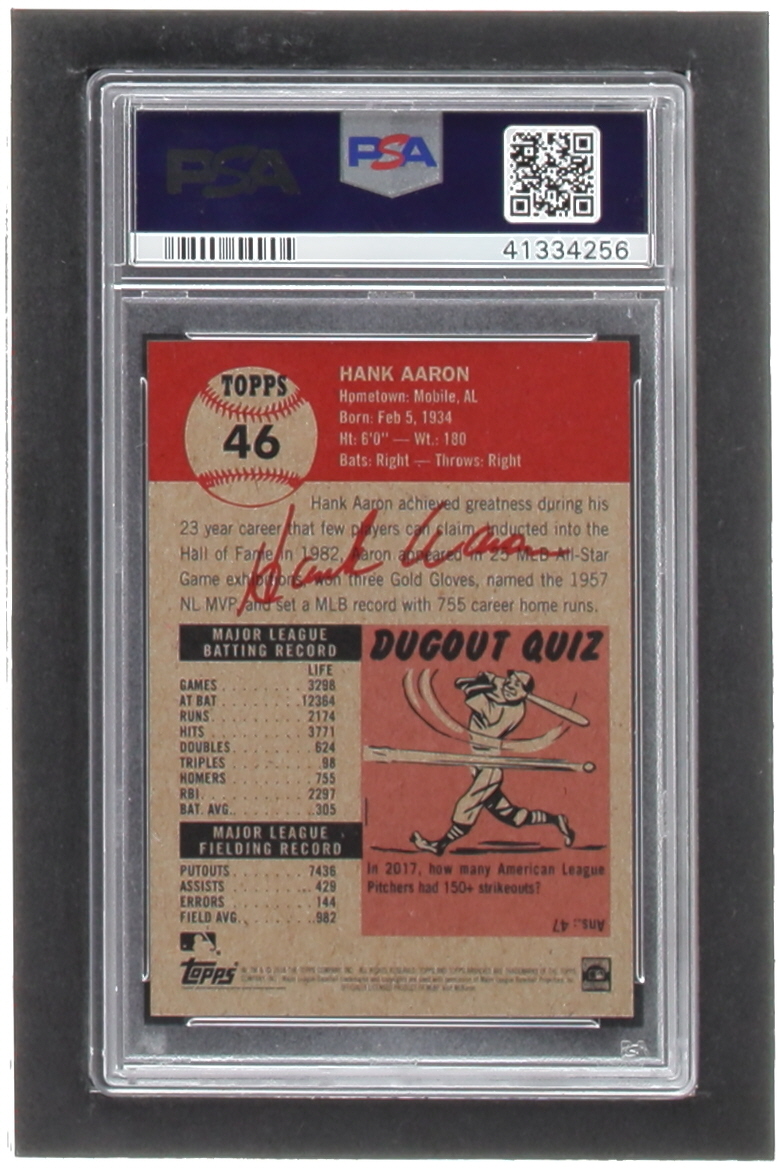 PSA
PSA
41334256
TOPPS
46
HANK AARON
Hometown: Mobile, AL
Born: Feb 5, 1934
Ht: 6'0" — Wt.: 180
Bats: Right — Throws: Right
Hank Aaron achieved greatness during his
23 year career that few players can claim. Inducted into the
Hall of Fame in 1982, Aaron appeared in 25 MLB All-Star
Game exhibitions, won three Gold Gloves, named the 1957
NL MVP and set a MLB record with 755 career home runs.
Hank Aaron
MAJOR LEAGUE
BATTING RECORD
LIFE
GAMES 3298
AT BAT 12364
RUNS 2174
HITS 3771
DOUBLES 624
TRIPLES 98
HOMERS 755
RBI 2297
BAT. AVG. .305
MAJOR LEAGUE
FIELDING RECORD
PUTOUTS 7436
ASSISTS 429
ERRORS 144
FIELD AVG. .982
DUGOUT QUIZ
In 2017, how many American League
Pitchers had 150+ strikeouts?
Ans.: 47
TOPPS
PSA